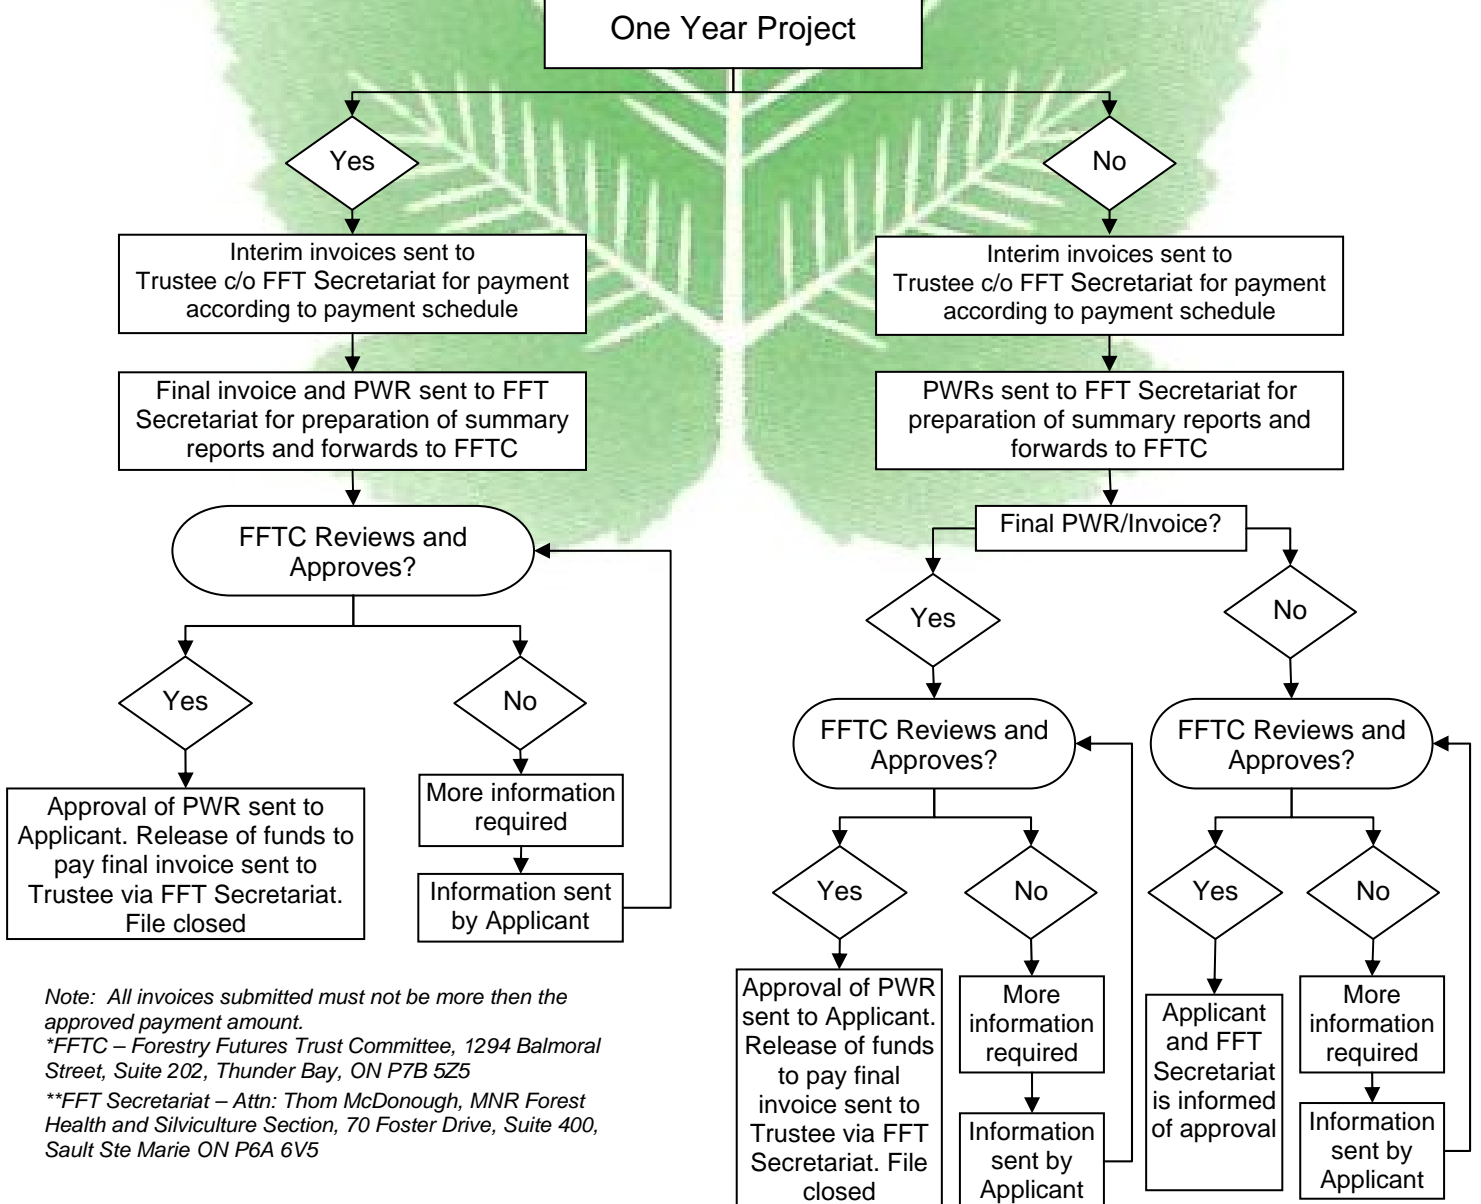 One Year Project
Yes
No
Interim invoices sent to
Trustee c/o FFT Secretariat for payment
according to payment schedule
Interim invoices sent to
Trustee c/o FFT Secretariat for payment
according to payment schedule
Final invoice and PWR sent to FFT
Secretariat for preparation of summary
reports and forwards to FFTC
PWRs sent to FFT Secretariat for
preparation of summary reports and
forwards to FFTC
FFTC Reviews and
Approves?
Final PWR/Invoice?
Yes
No
Yes
No
Approval of PWR sent to
Applicant. Release of funds to
pay final invoice sent to
Trustee via FFT Secretariat.
File closed
More information
required
Information sent
by Applicant
FFTC Reviews and
Approves?
FFTC Reviews and
Approves?
Yes
No
Yes
No
Approval of PWR
sent to Applicant.
Release of funds
to pay final
invoice sent to
Trustee via FFT
Secretariat. File
closed
More
information
required
Information
sent by
Applicant
Applicant
and FFT
Secretariat
is informed
of approval
More
information
required
Information
sent by
Applicant
Note:  All invoices submitted must not be more then the
approved payment amount.
*FFTC – Forestry Futures Trust Committee, 1294 Balmoral
Street, Suite 202, Thunder Bay, ON P7B 5Z5
**FFT Secretariat – Attn: Thom McDonough, MNR Forest
Health and Silviculture Section, 70 Foster Drive, Suite 400,
Sault Ste Marie ON P6A 6V5